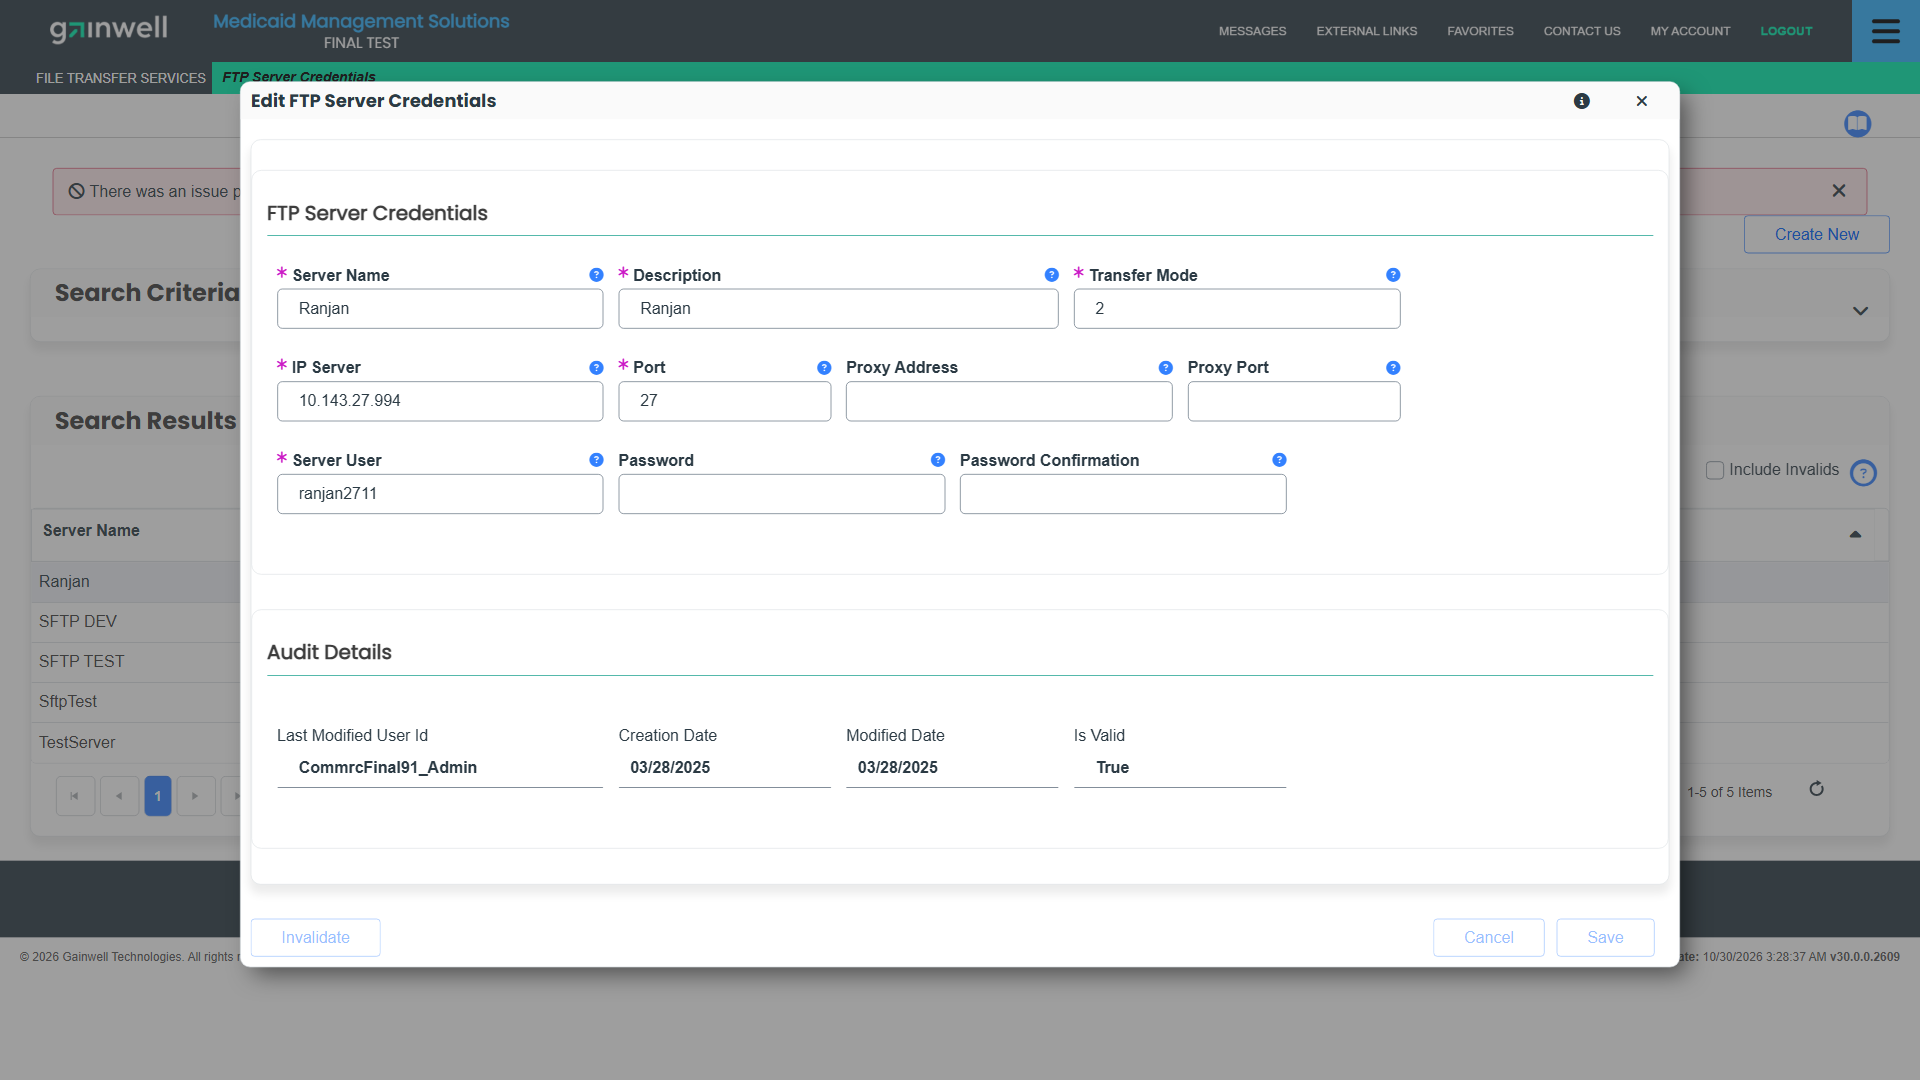 gainwell
Medicaid Management Solutions
FINAL TEST
MESSAGES
EXTERNAL LINKS
FAVORITES
CONTACT US
MY ACCOUNT
LOGOUT
FILE TRANSFER SERVICES
FTP Server Credentials
Edit FTP Server Credentials
There was an issue p
Create New
FTP Server Credentials
* Server Name
* Description
* Transfer Mode
Ranjan
Ranjan
2
Search Criteria
* IP Server
* Port
Proxy Address
Proxy Port
10.143.27.994
27
Search Results
* Server User
Password
Password Confirmation
ranjan2711
Include Invalids
Server Name
Ranjan
SFTP DEV
SFTP TEST
SftpTest
TestServer
Audit Details
Last Modified User Id
Creation Date
Modified Date
Is Valid
CommrcFinal91_Admin
03/28/2025
03/28/2025
True
1
1-5 of 5 Items
Invalidate
Cancel
Save
© 2026 Gainwell Technologies. All rights
ate: 10/30/2026 3:28:37 AM v30.0.0.2609